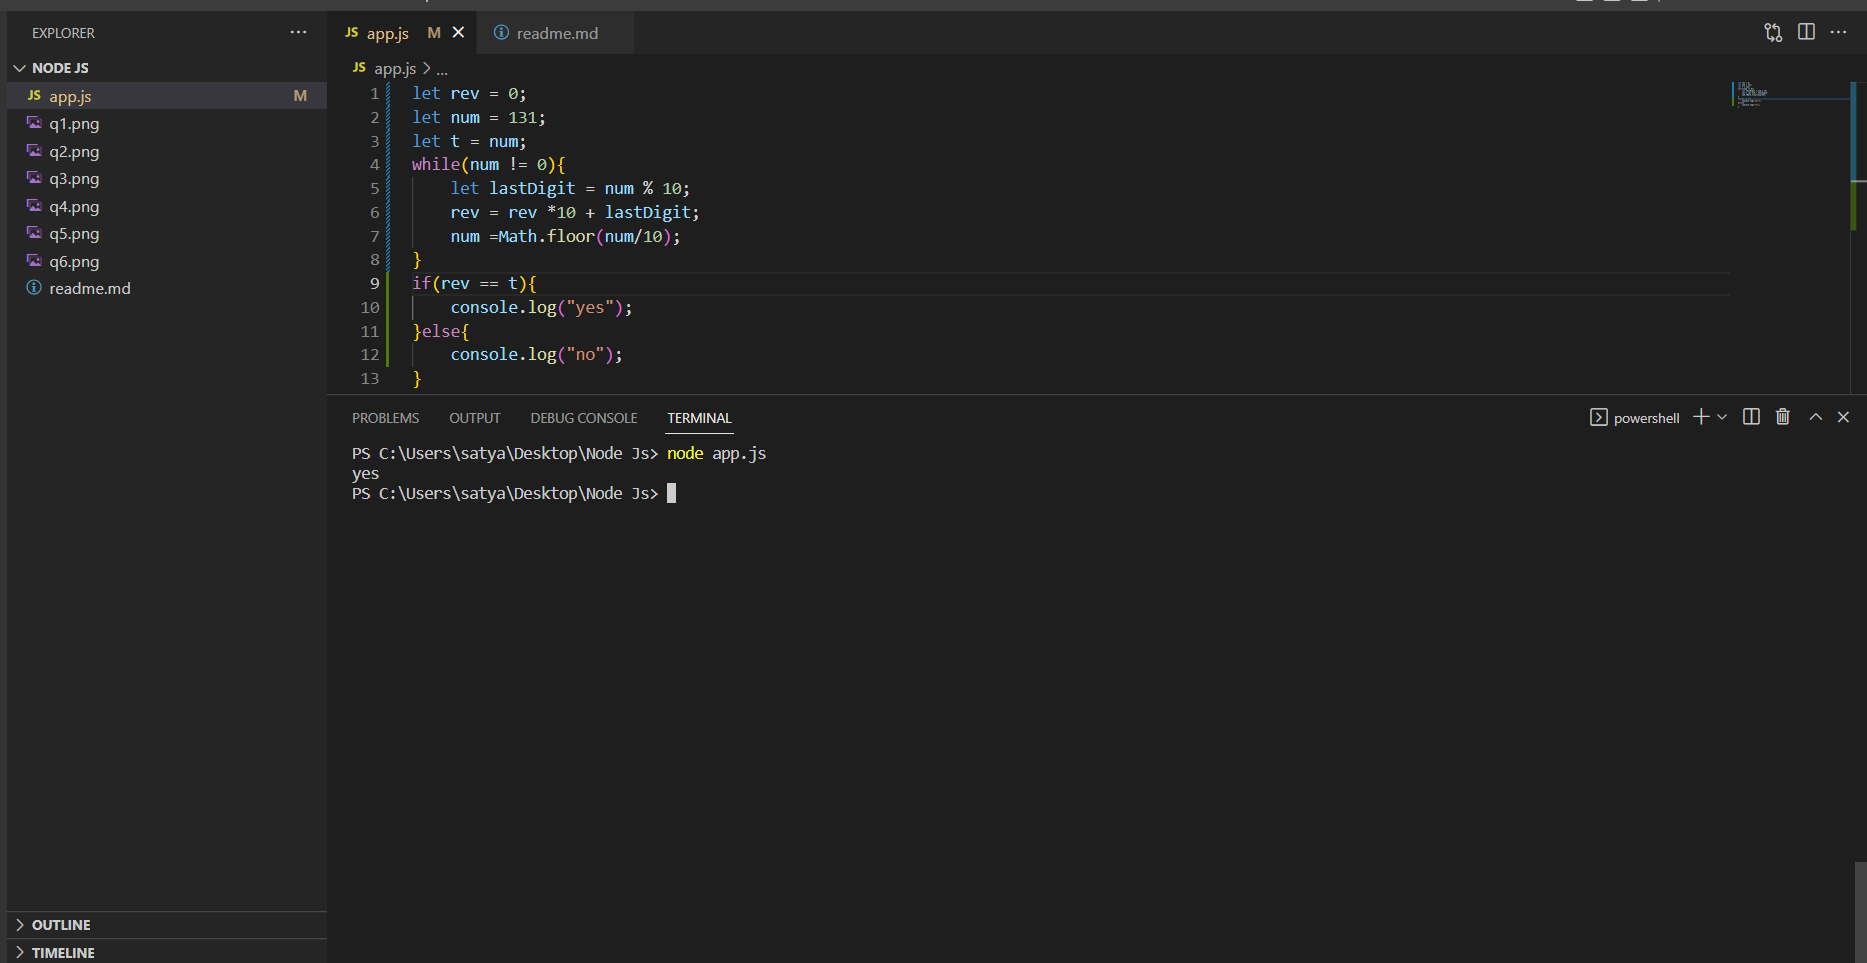 EXPLORER ...
NODE JS
JS app.js M
q1.png
q2.png
q3.png
q4.png
q5.png
q6.png
readme.md
OUTLINE
TIMELINE
JS app.js M
readme.md
JS app.js > ...
1 let rev = 0;
2 let num = 131;
3 let t = num;
4 while(num != 0){
5 let lastDigit = num % 10;
6 rev = rev *10 + lastDigit;
7 num =Math.floor(num/10);
8 }
9 if(rev == t){
10 console.log("yes");
11 }else{
12 console.log("no");
13 }
PROBLEMS OUTPUT DEBUG CONSOLE TERMINAL powershell
PS C:\Users\satya\Desktop\Node Js> node app.js
yes
PS C:\Users\satya\Desktop\Node Js>